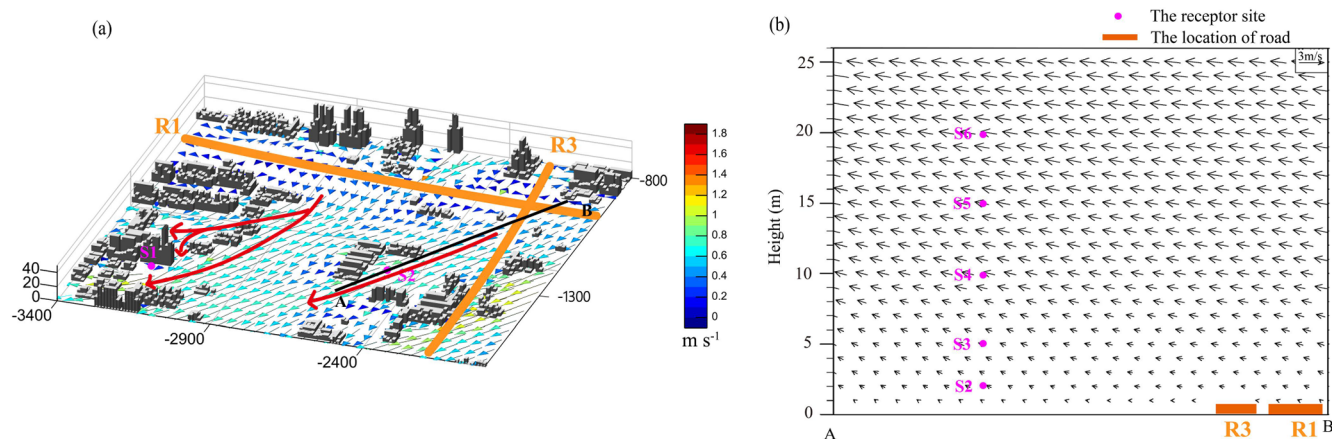 (a)
R1
R3
B
S1
S2
A
40
20
0
-3400
-2900
-2400
-1300
-800
1.8
1.6
1.4
1.2
1
0.8
0.6
0.4
0.2
0
m s-1
(b)
The receptor site
The location of road
3m/s
Height (m)
25
20
15
10
5
0
S6
S5
S4
S3
S2
R3
R1
A
B